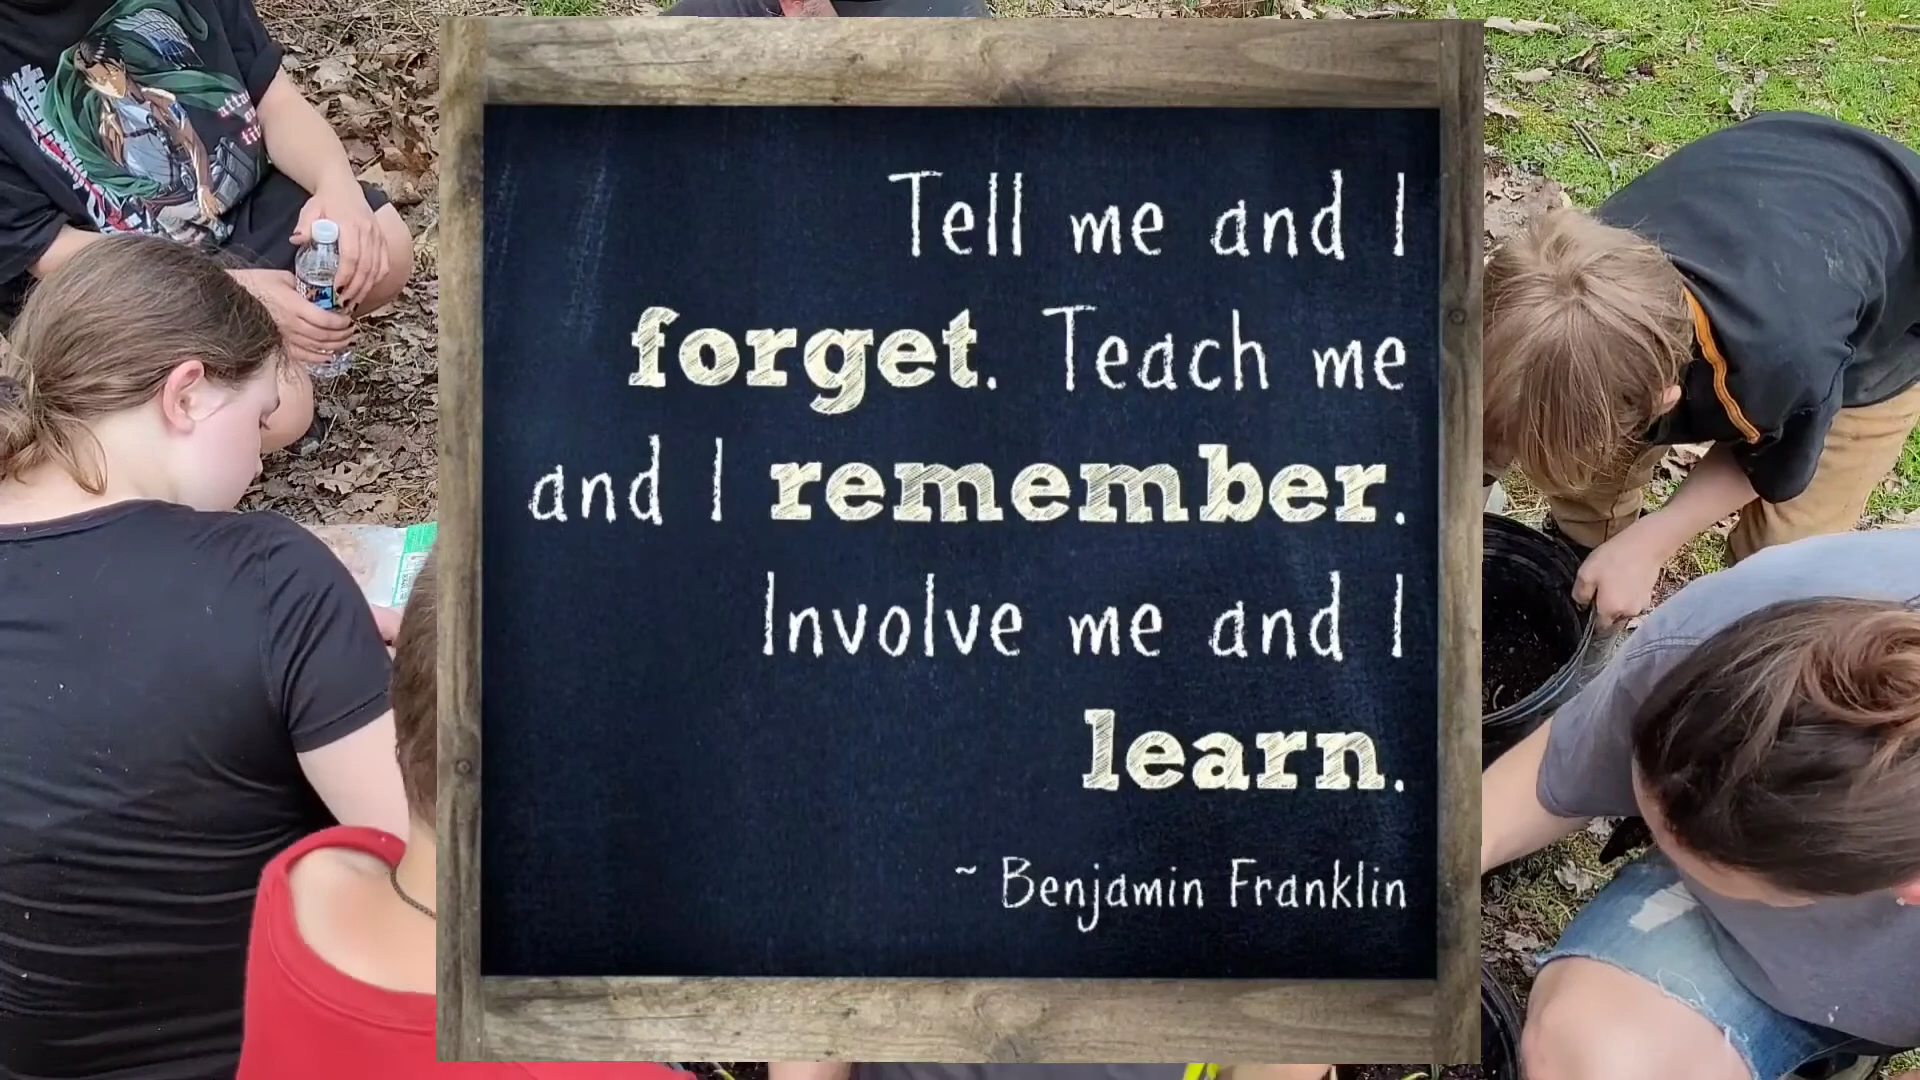 Tell me and I
forget. Teach me
and I remember.
Involve me and I
learn.
~ Benjamin Franklin